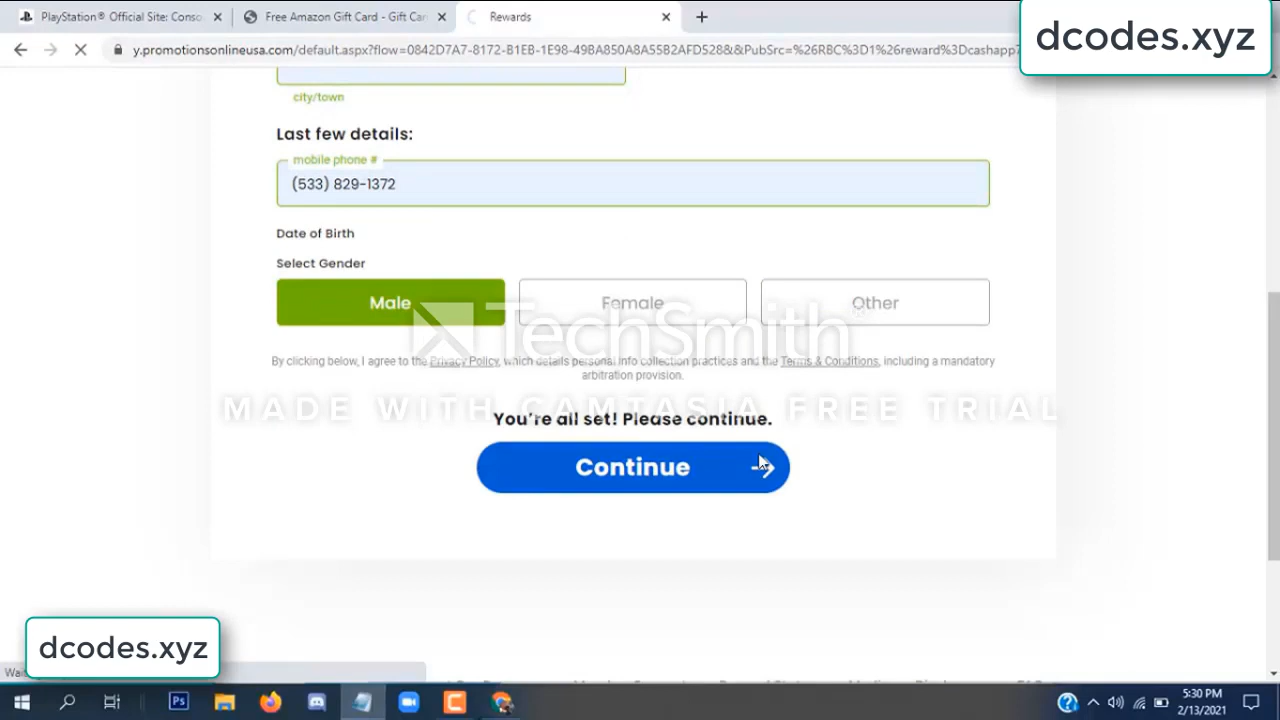 PlayStation® Official Site: Conso
Free Amazon Gift Card - Gift Car
Rewards
dcodes.xyz
y.promotionsonlineusa.com/default.aspx?flow=0842D7A7-8172-B1EB-1E98-49BA850A8A55B2AFD528&&PubSrc=%26RBC%3D1%26reward%3Dcashapp
city/town
Last few details:
mobile phone #
(533) 829-1372
Date of Birth
Select Gender
Male
Female
Other
TechSmith
By clicking below, I agree to the Privacy Policy, which details personal info collection practices and the Terms & Conditions, including a mandatory
arbitration provision.
MADE WITH CAMTASIA FREE TRIAL
You're all set! Please continue.
Continue
dcodes.xyz
5:30 PM
2/13/2021